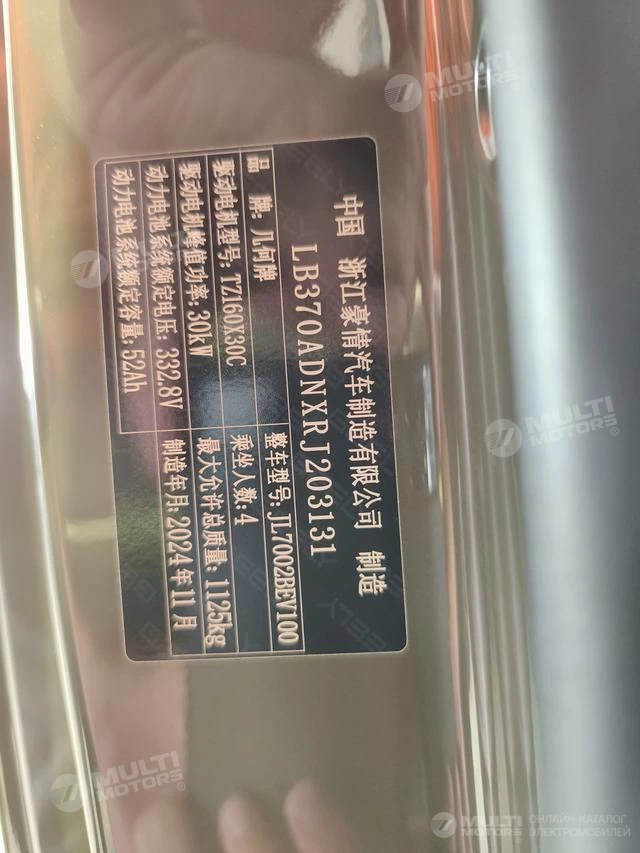 中国 浙江豪情汽车制造有限公司 制造
LB370ADNXRJ203131
品 牌: 几何牌 整车型号: JL7002BEV100
驱动电机型号: TZ160X30C 乘坐人数: 4
驱动电机峰值功率: 30kW 最大允许总质量: 1125kg
动力电池系统额定电压: 332.8V 制造年月: 2024年11月
动力电池系统额定容量: 52Ah
MULTI MOTORS®
MULTI MOTORS®
MULTI MOTORS®
MULTI MOTORS®
MULTI MOTORS® ОНЛАЙН-КАТАЛОГ ЭЛЕКТРОМОБИЛЕЙ